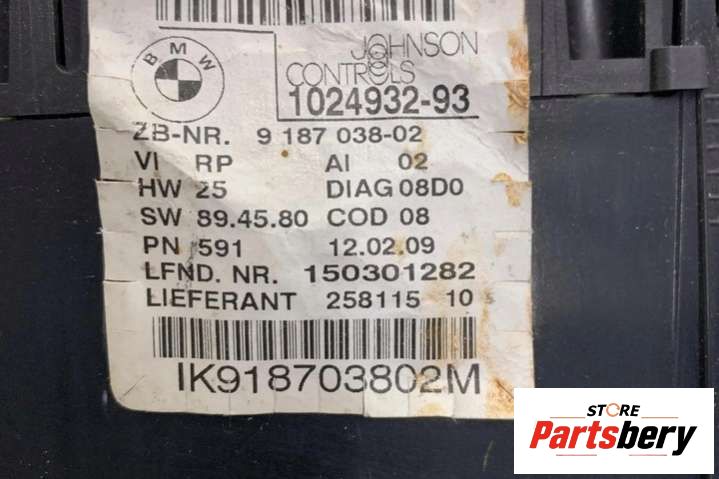 BMW
JOHNSON
CONTROLS
1024932-93
ZB-NR. 9 187 038-02
VI RP AI 02
HW 25 DIAG 08D0
SW 89.45.80 COD 08
PN 591 12.02.09
LFND. NR. 150301282
LIEFERANT 258115 10
IK918703802M
STORE
Partsbery